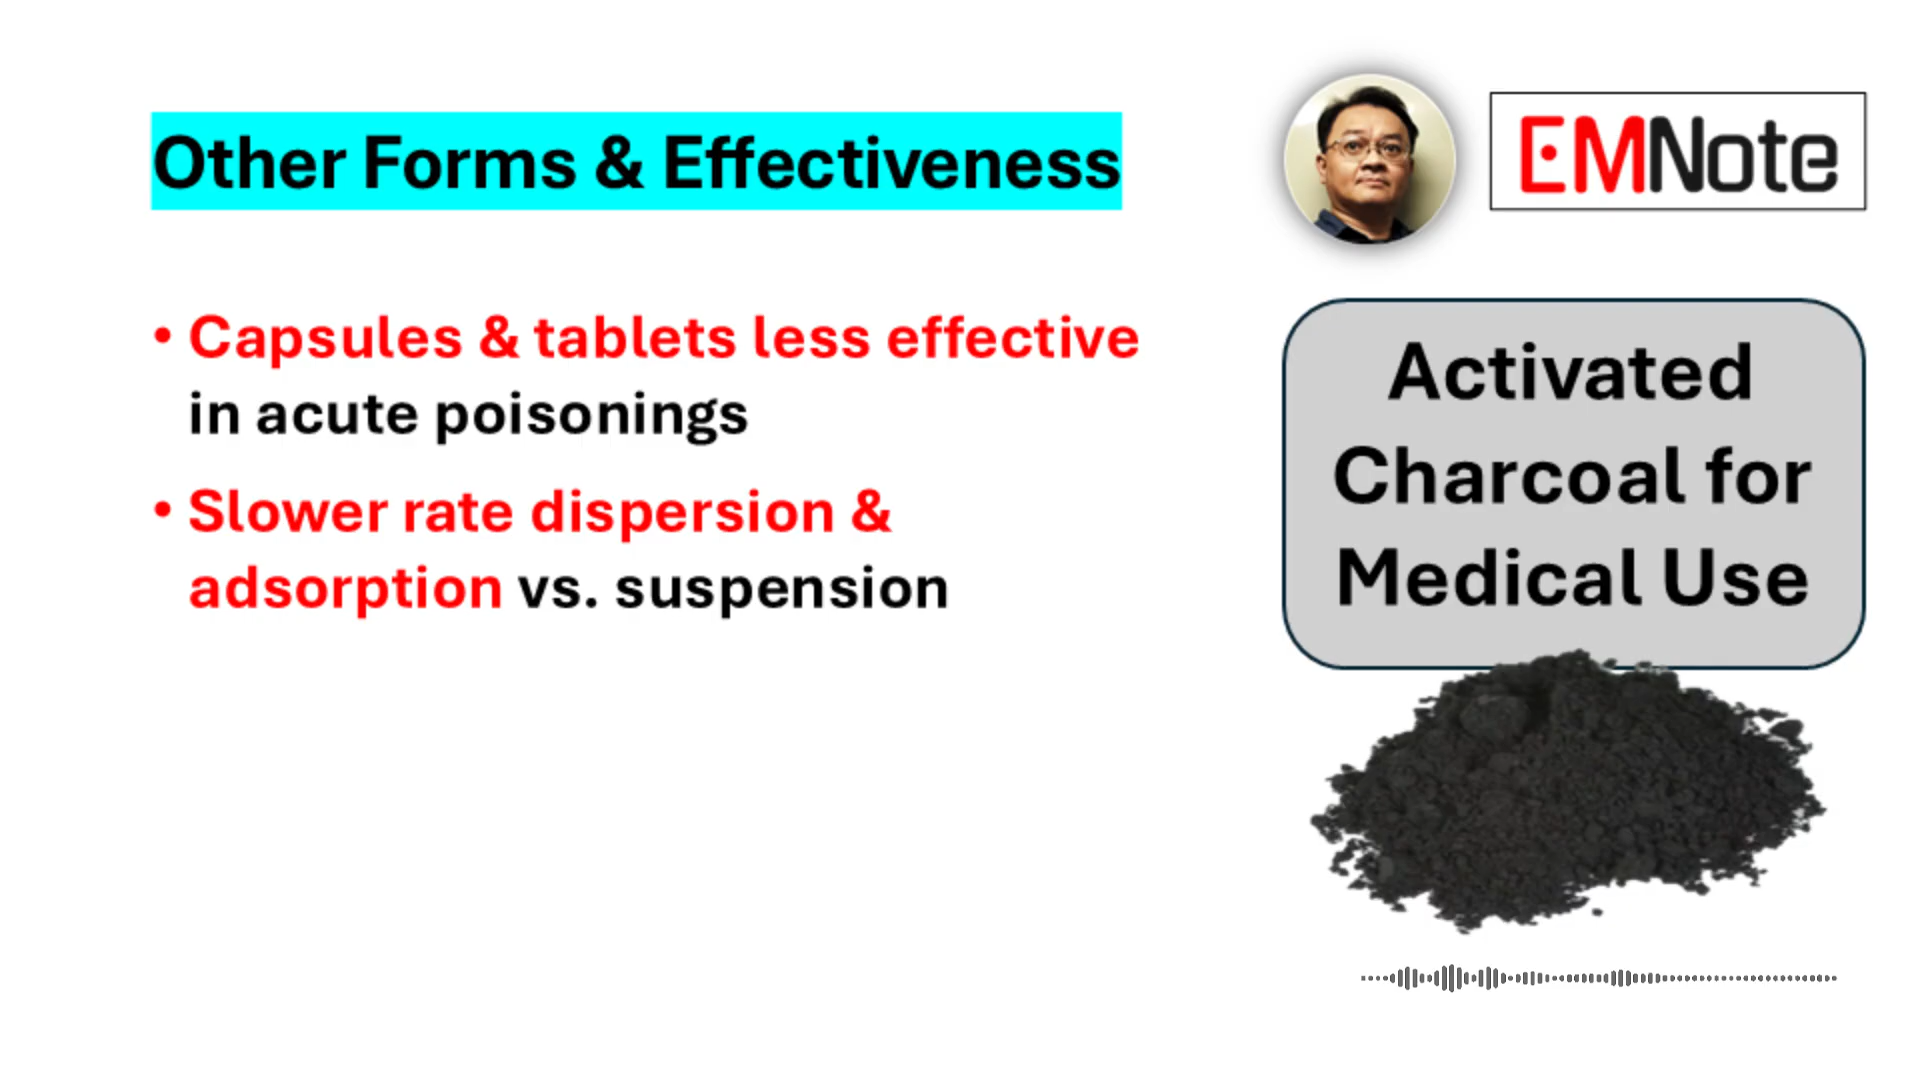 Other Forms & Effectiveness
EMNote
• Capsules & tablets less effective
in acute poisonings
• Slower rate dispersion &
adsorption vs. suspension
Activated
Charcoal for
Medical Use